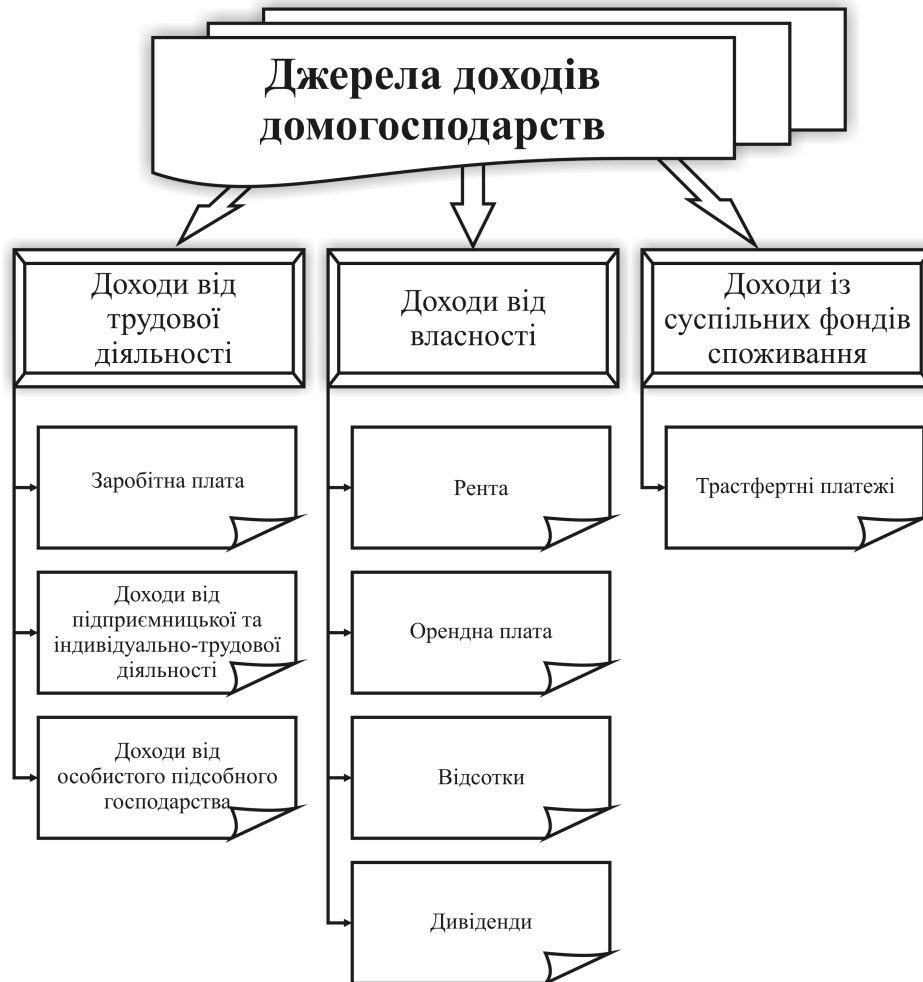 Джерела доходів
домогосподарств
Доходи від
трудової
діяльності
Заробітна плата
Доходи від
підприємницької та
індивідуально-трудової
діяльності
Доходи від
особистого підсобного
господарства
Доходи від
власності
Рента
Орендна плата
Відсотки
Дивіденди
Доходи із
суспільних фондів
споживання
Трастфертні платежі